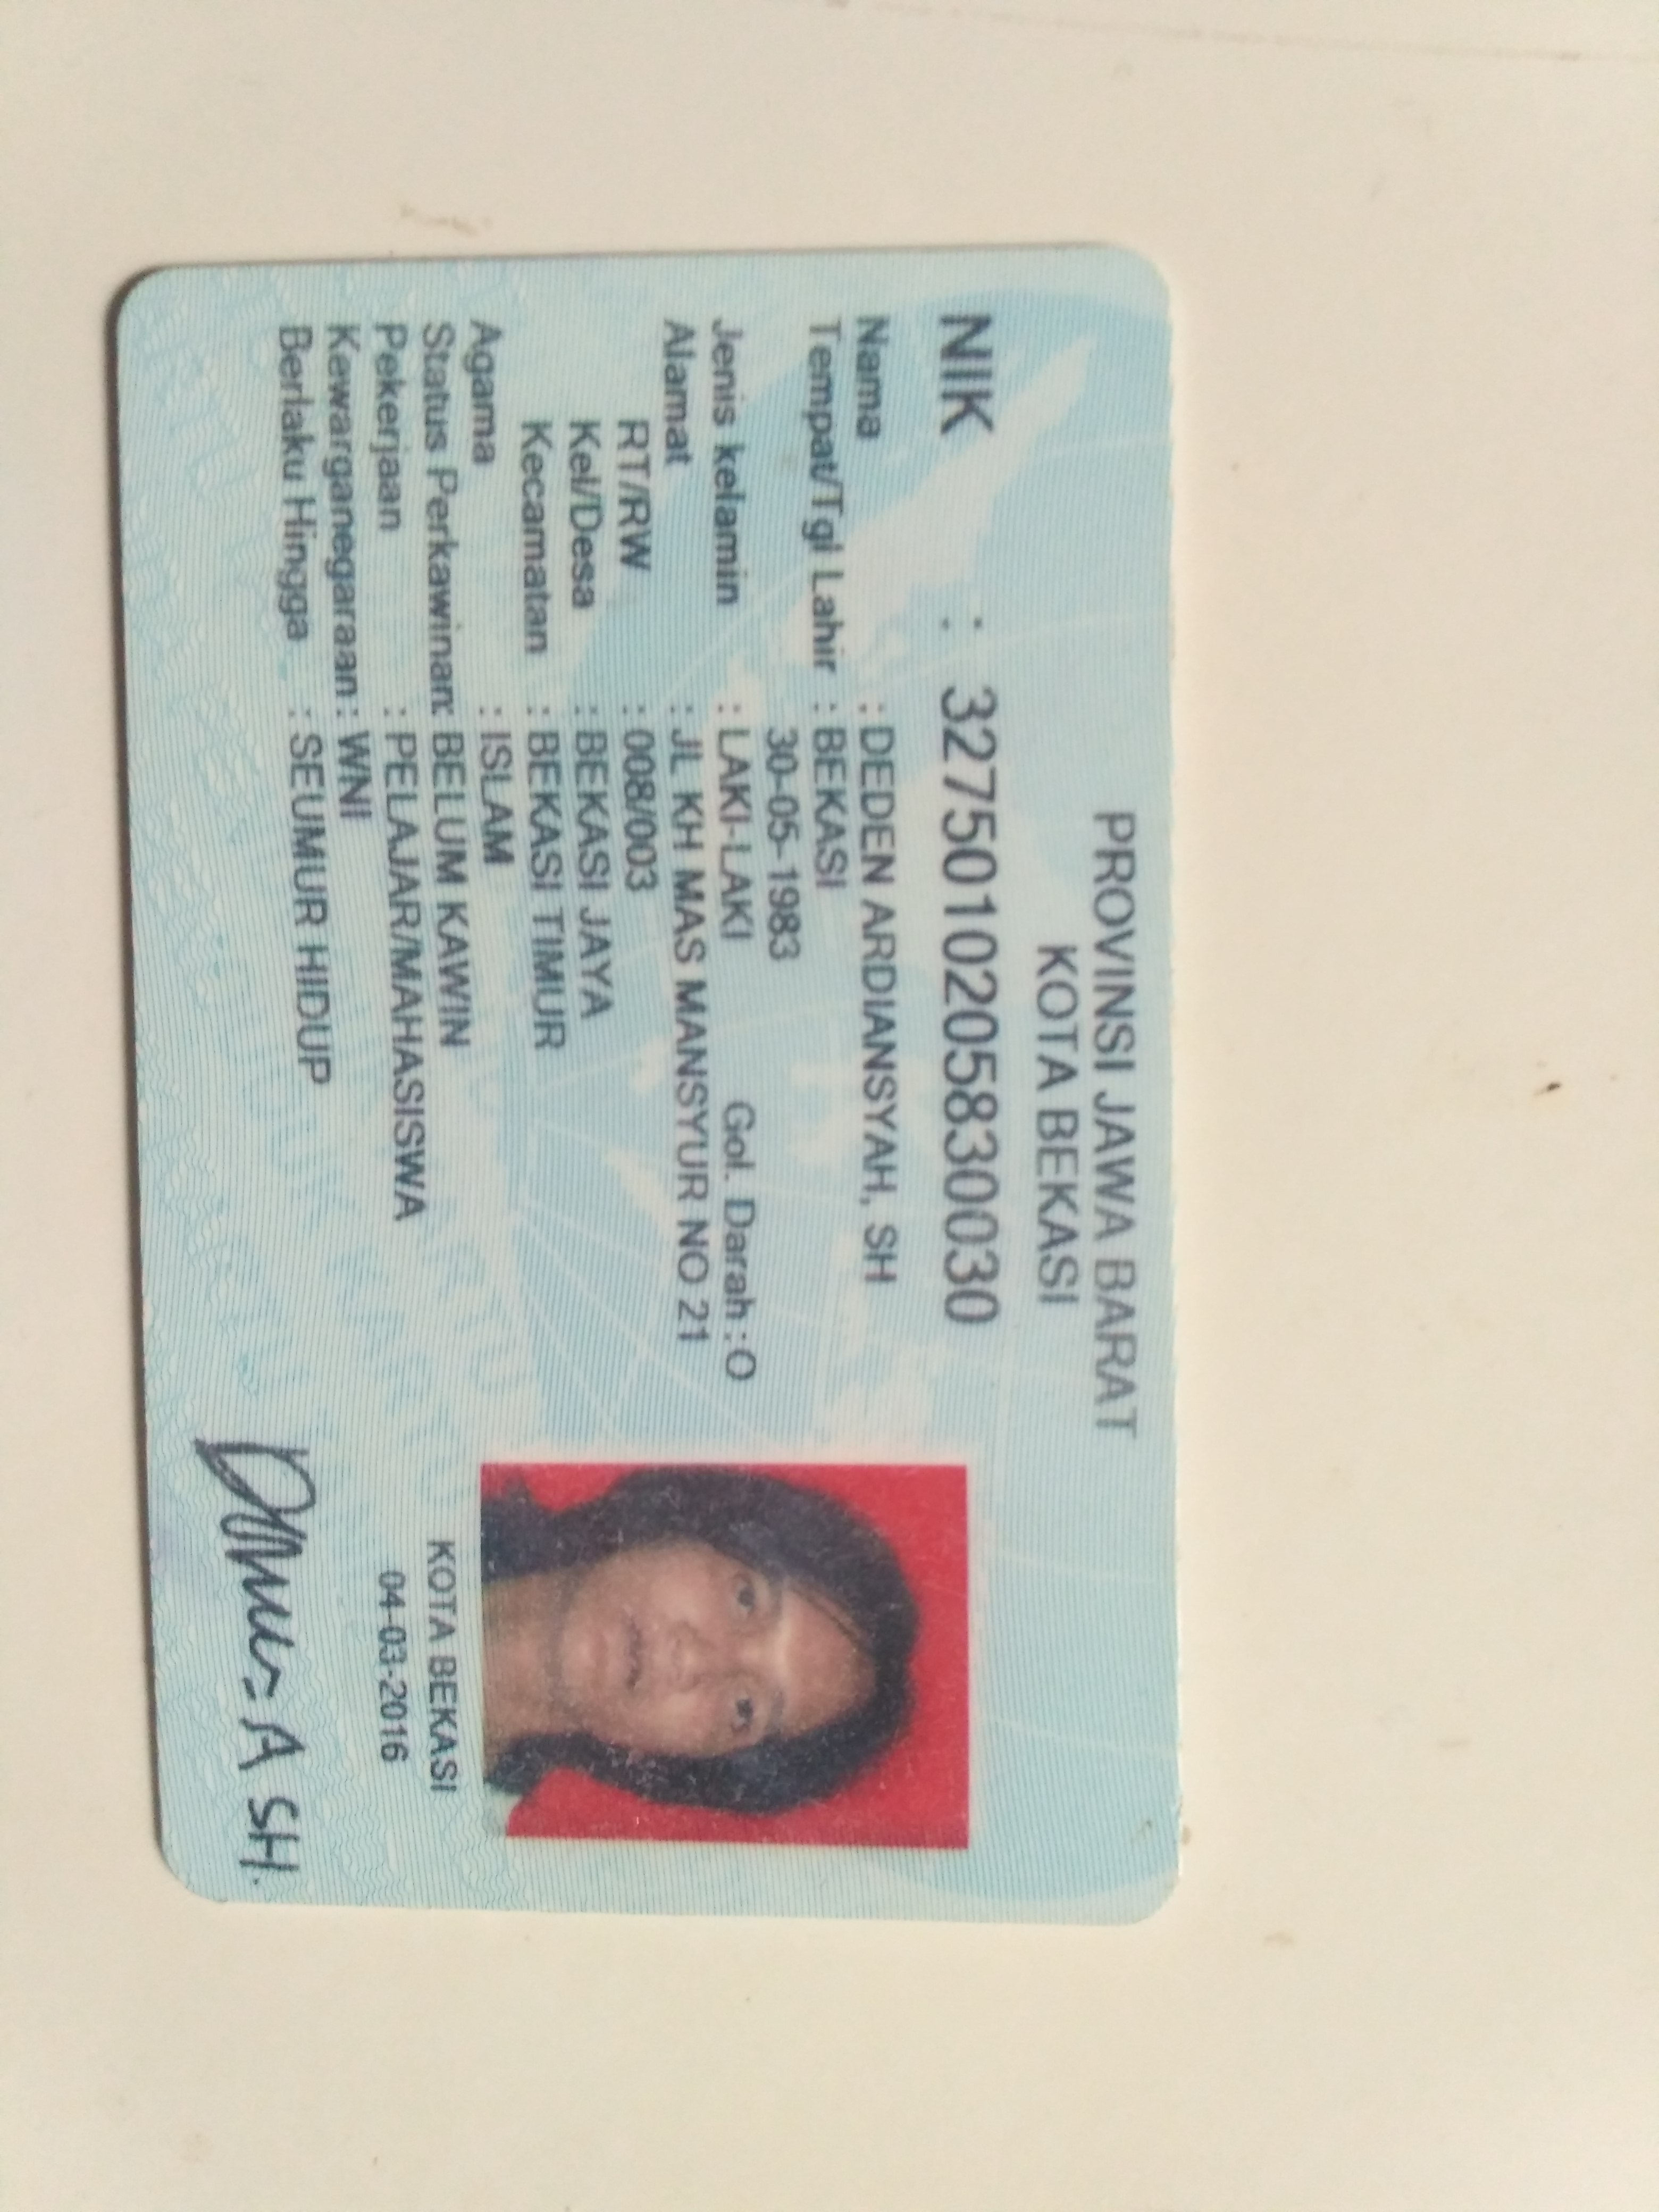 PROVINSI JAWA BARAT
KOTA BEKASI
NIK : 3275010205830030
Nama : DEDEN ARDIANSYAH, SH
Tempat/Tgl Lahir : BEKASI
30-05-1983
Jenis kelamin : LAKI-LAKI Gol. Darah : O
Alamat : JL KH MAS MANSYUR NO 21
RT/RW : 008/003
Kel/Desa : BEKASI JAYA
Kecamatan : BEKASI TIMUR
Agama : ISLAM
Status Perkawinan: BELUM KAWIN
Pekerjaan : PELAJAR/MAHASISWA
Kewarganegaraan : WNI
Berlaku Hingga : SEUMUR HIDUP
KOTA BEKASI
04-03-2016
A SH.